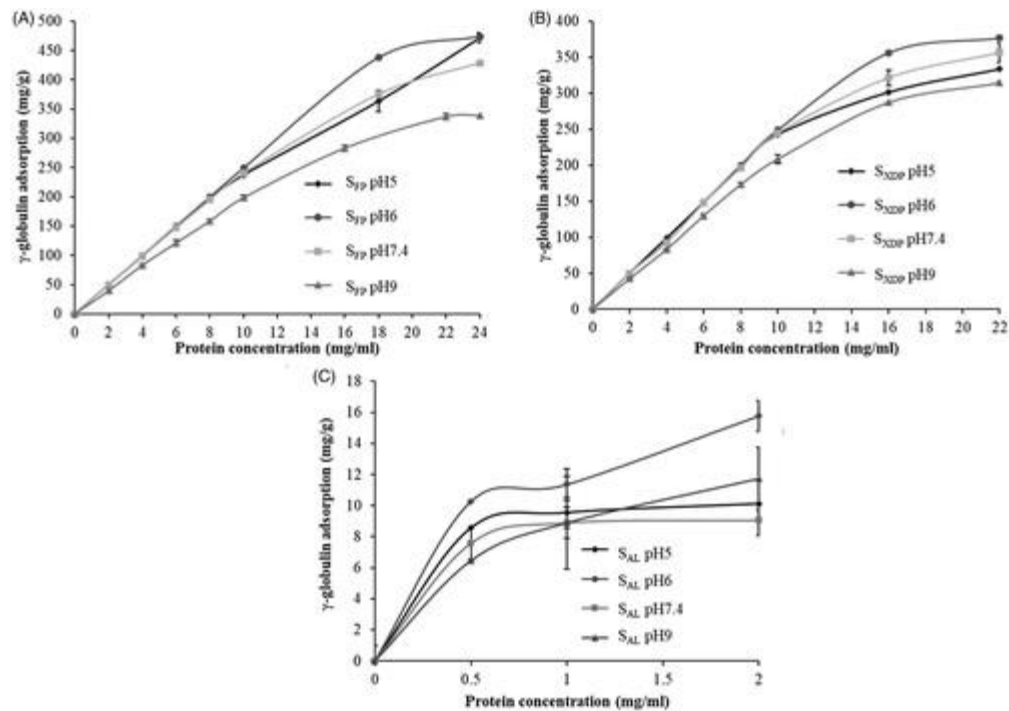 (A)
γ-globulin adsorption (mg/g)
500
450
400
350
300
250
200
150
100
50
0
0 2 4 6 8 10 12 14 16 18 20 22 24
Protein concentration (mg/ml)
S_FP pH5
S_FP pH6
S_FP pH7.4
S_FP pH9
(B)
γ-globulin adsorption (mg/g)
400
350
300
250
200
150
100
50
0
0 2 4 6 8 10 12 14 16 18 20 22
Protein concentration (mg/ml)
S_XDP pH5
S_XDP pH6
S_XDP pH7.4
S_XDP pH9
(C)
γ-globulin adsorption (mg/g)
18
16
14
12
10
8
6
4
2
0
0 0.5 1 1.5 2
Protein concentration (mg/ml)
S_AL pH5
S_AL pH6
S_AL pH7.4
S_AL pH9